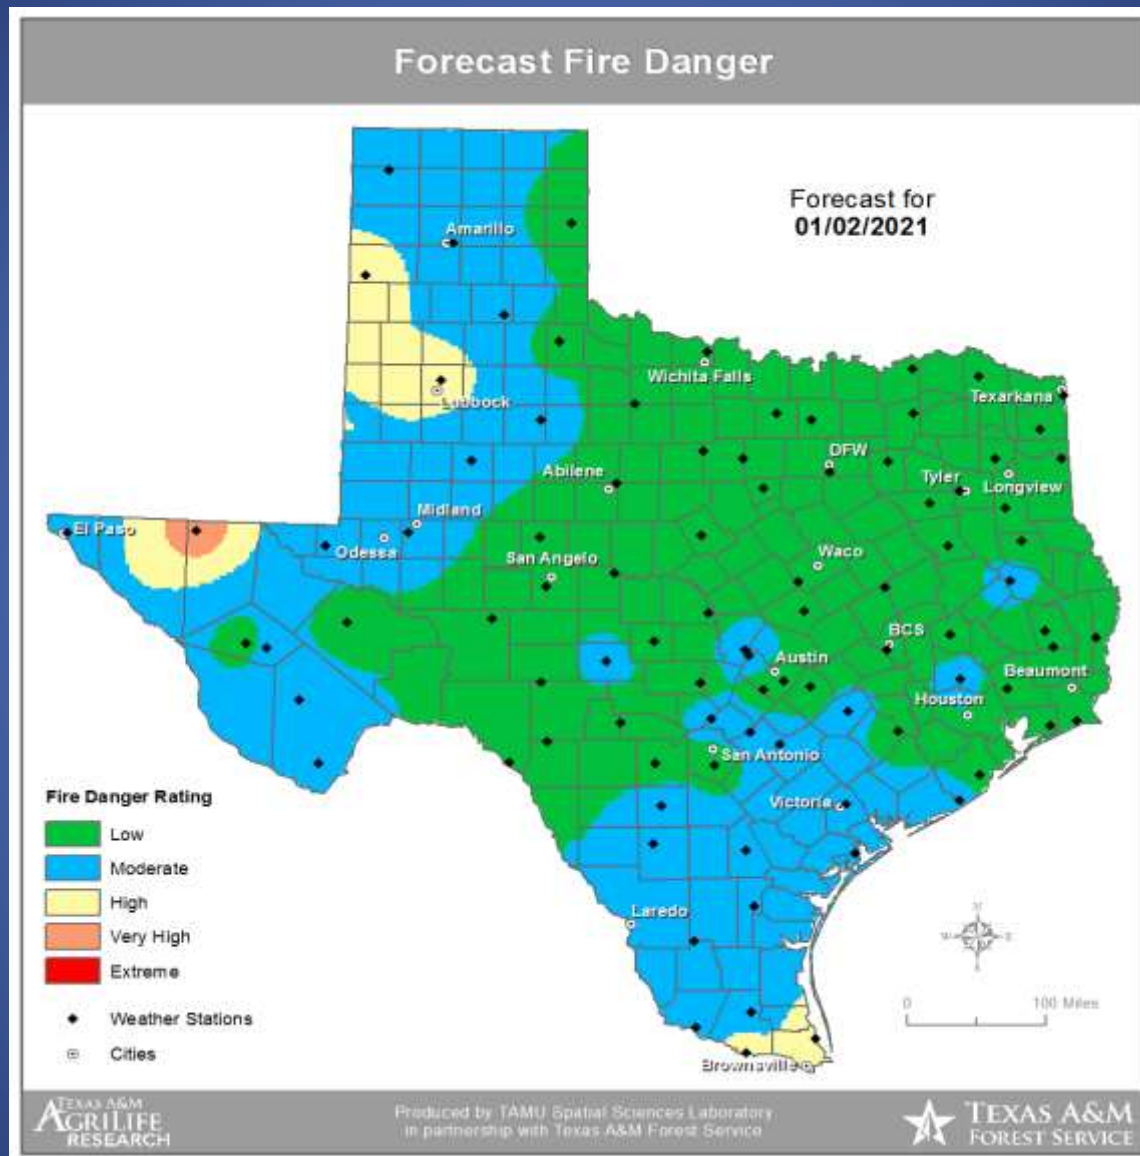 Forecast Fire Danger
Forecast for
01/02/2021
Amarillo
Wichita Falls
Lubbock
Texarkana
DFW
Abilene
Tyler
Longview
Midland
El Paso
Odessa
San Angelo
Waco
BCS
Austin
Beaumont
Houston
San Antonio
Victoria
Laredo
Brownsville
Fire Danger Rating
Low
Moderate
High
Very High
Extreme
Weather Stations
Cities
N
W E
S
0 100 Miles
TEXAS A&M
AGRILIFE
RESEARCH
Produced by TAMU Spatial Sciences Laboratory
in partnership with Texas A&M Forest Service
TEXAS A&M
FOREST SERVICE